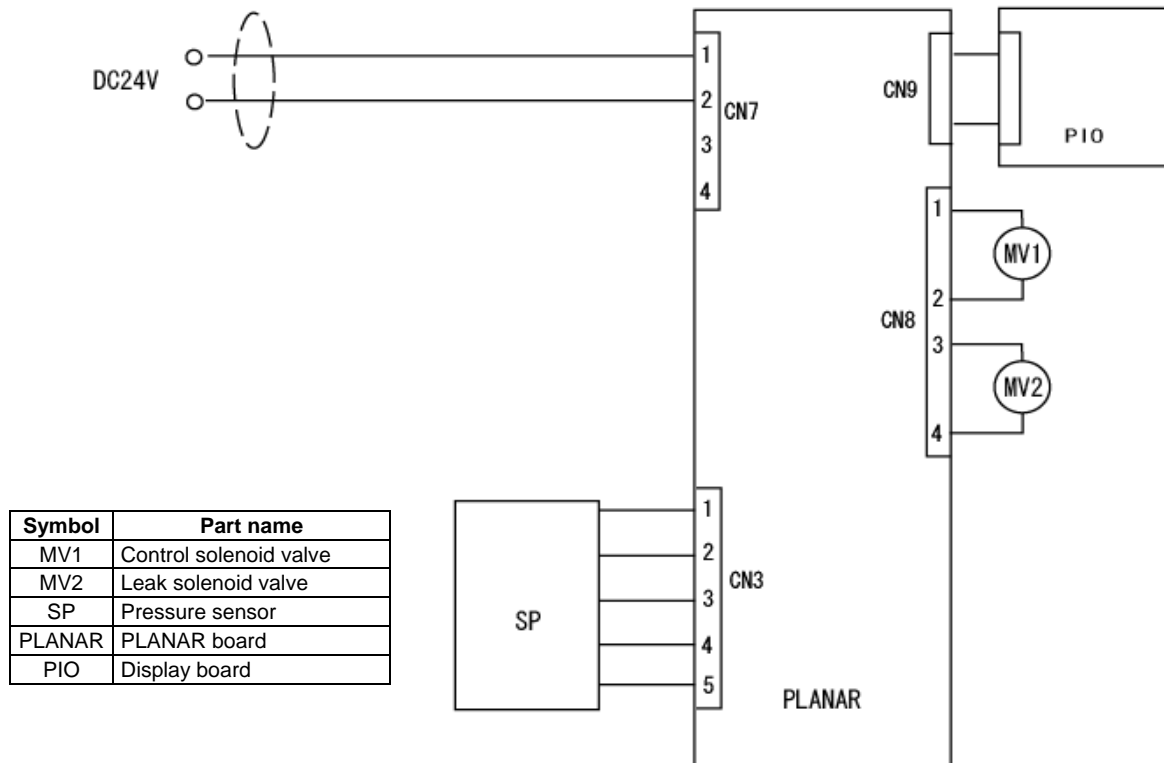 DC24V
1
2
3
4
CN7
CN9
PIO
1
2
3
4
CN8
MV1
MV2
SP
1
2
3
4
5
CN3
PLANAR
Symbol Part name
MV1 Control solenoid valve
MV2 Leak solenoid valve
SP Pressure sensor
PLANAR PLANAR board
PIO Display board